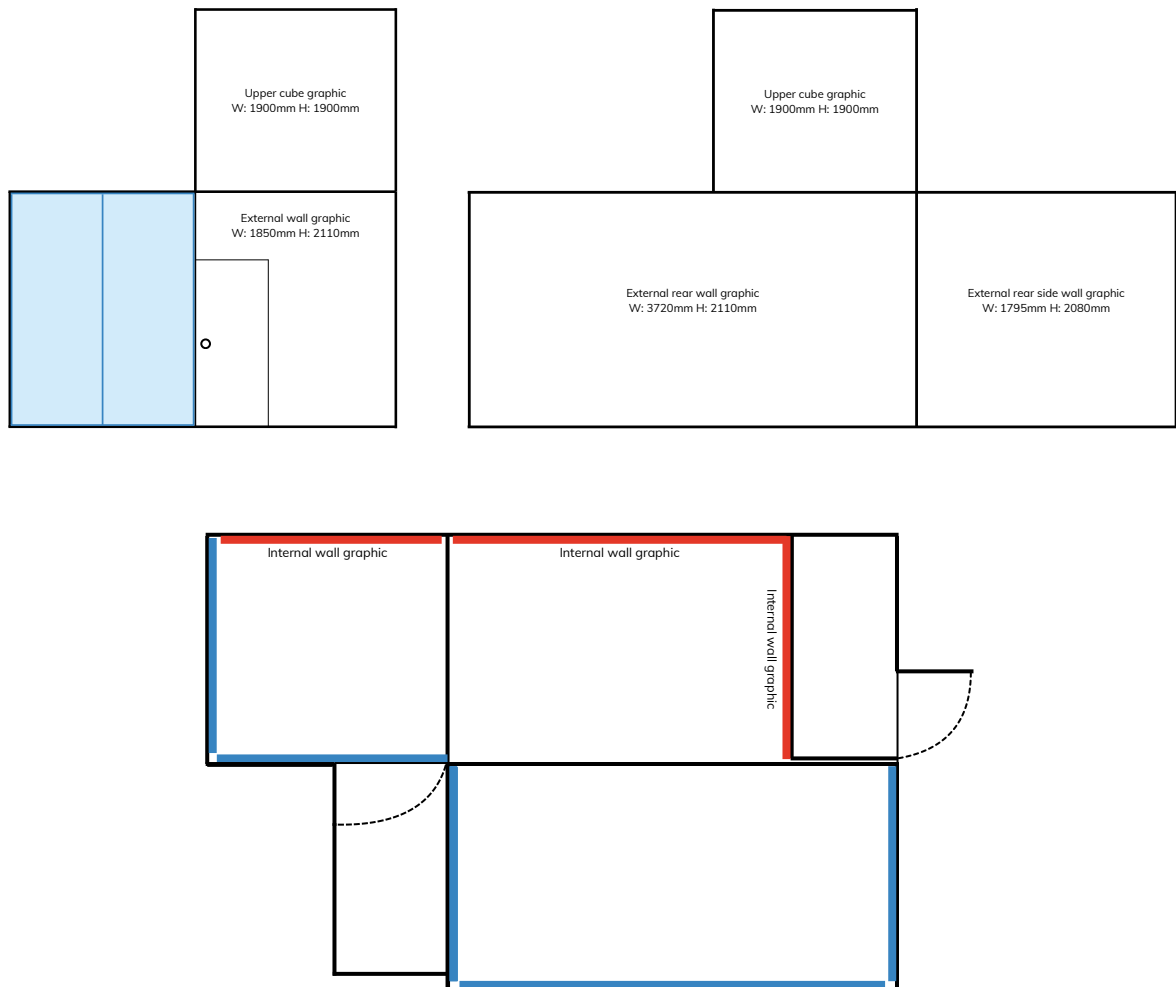 Upper cube graphic
W: 1900mm H: 1900mm
Upper cube graphic
W: 1900mm H: 1900mm
External wall graphic
W: 1850mm H: 2110mm
External rear wall graphic
W: 3720mm H: 2110mm
External rear side wall graphic
W: 1795mm H: 2080mm
Internal wall graphic
Internal wall graphic
Internal wall graphic